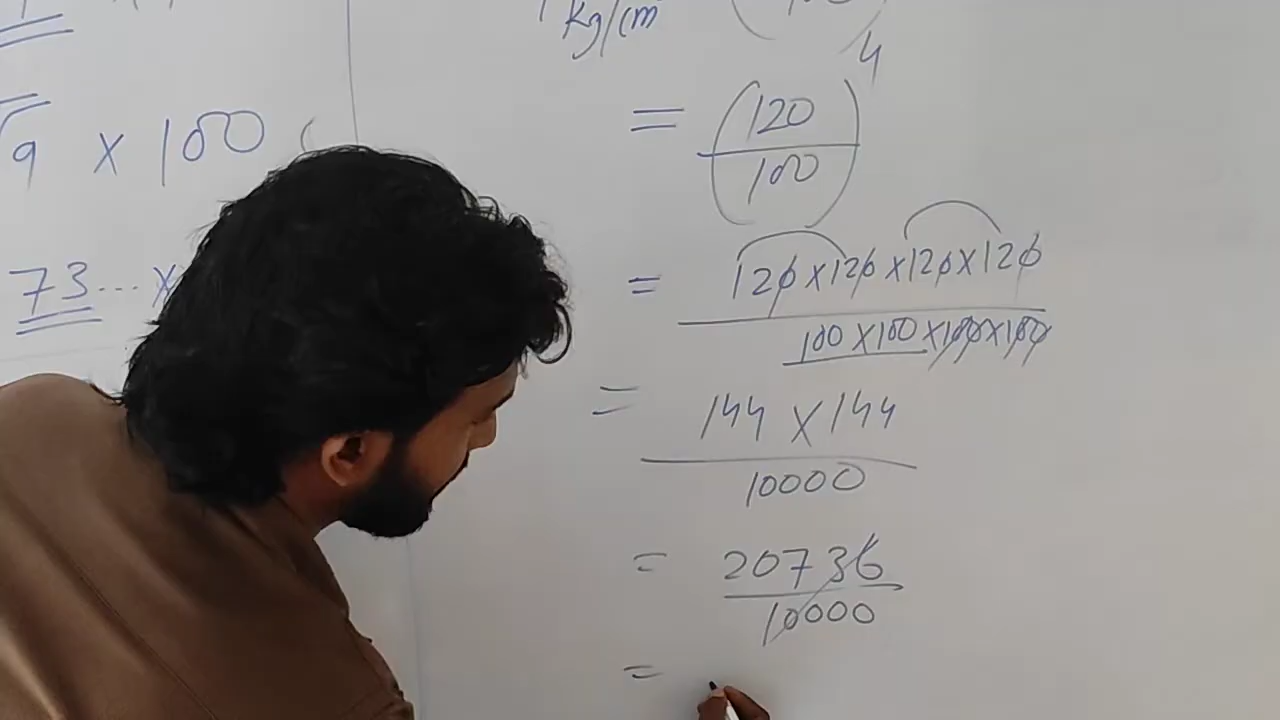 √9 × 100
73... ×
Kg/cm
4
= (120/100)
= 120 × 120 × 120 × 120
100 × 100 × 100 × 100
= 144 × 144
10000
= 20736
10000
=